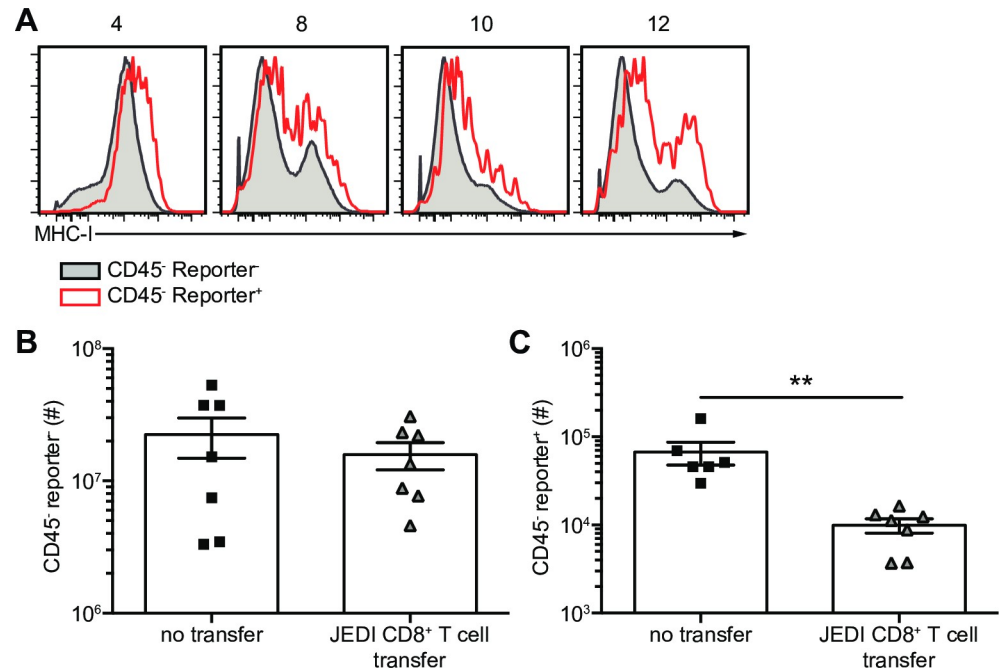 A
4 8 10 12
MHC-I
CD45⁻ Reporter⁻
CD45⁻ Reporter⁺
B
10⁸
10⁷
10⁶
CD45⁻ reporter⁻ (#)
no transfer
JEDI CD8⁺ T cell
transfer
C
10⁶
10⁵
10⁴
10³
CD45⁻ reporter⁺ (#)
**
no transfer
JEDI CD8⁺ T cell
transfer